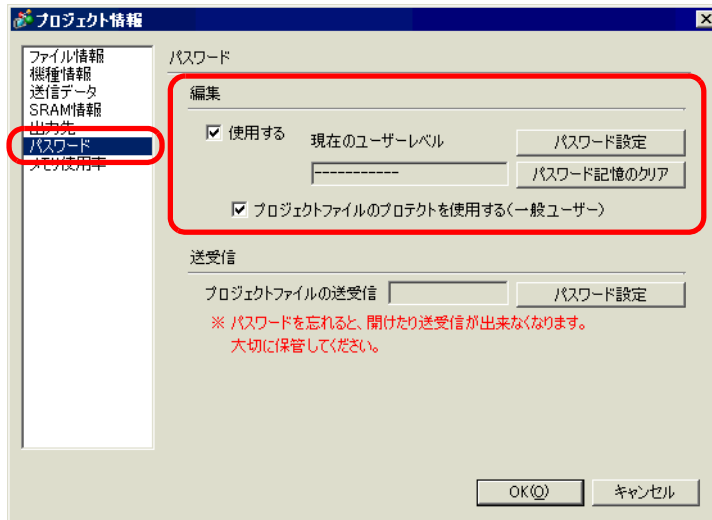 プロジェクト情報
ファイル情報
機種情報
送信データ
SRAM情報
出力先
パスワード
メモリ使用率
パスワード
編集
使用する
現在のユーザーレベル
パスワード設定
-----------
パスワード記憶のクリア
プロジェクトファイルのプロテクトを使用する(一般ユーザー)
送受信
プロジェクトファイルの送受信
パスワード設定
※ パスワードを忘れると、開けたり送受信が出来なくなります。
大切に保管してください。
OK(O)
キャンセル